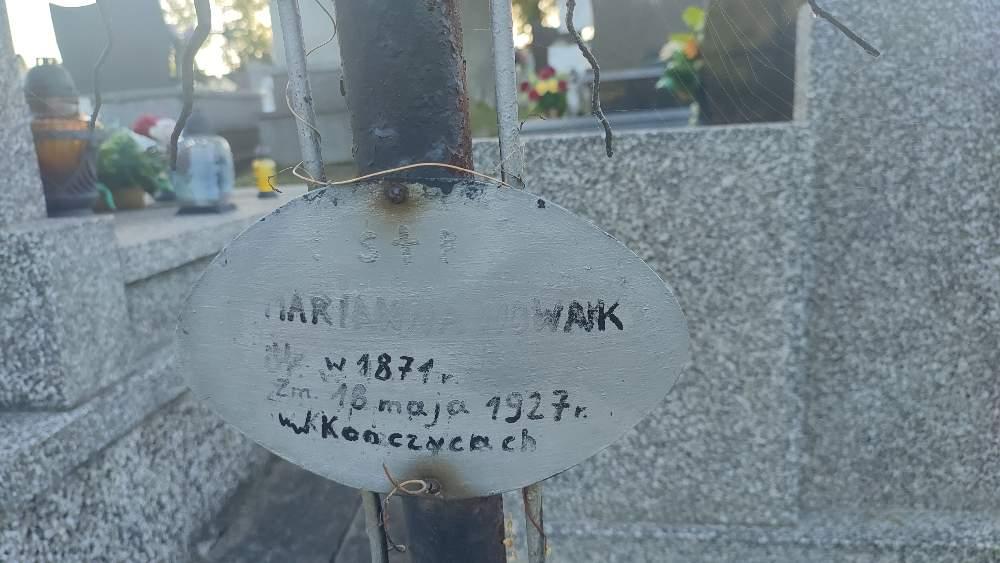 S † P
MARIANNA NOWAK
Ur. w 1871 r.
Zm. 18 maja 1927 r.
w Kończycach